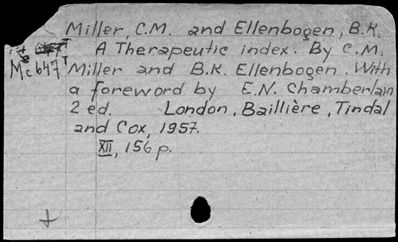 Miller, C.M. and Ellenbogen, B.K.
A Therapeutic index. By C.M.
Mc647 Miller and B.K. Ellenbogen. With
a foreword by E.N. Chamberlain
2 ed. London, Baillière, Tindal
and Cox, 1957.
XII, 156 p.